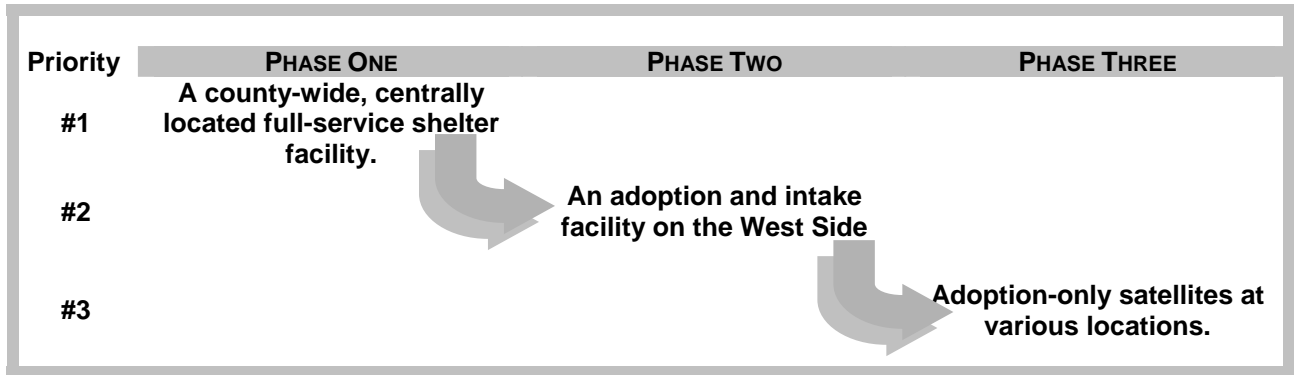 Priority PHASE ONE PHASE TWO PHASE THREE
#1 A county-wide, centrally
located full-service shelter
facility.
#2 An adoption and intake
facility on the West Side
#3 Adoption-only satellites at
various locations.